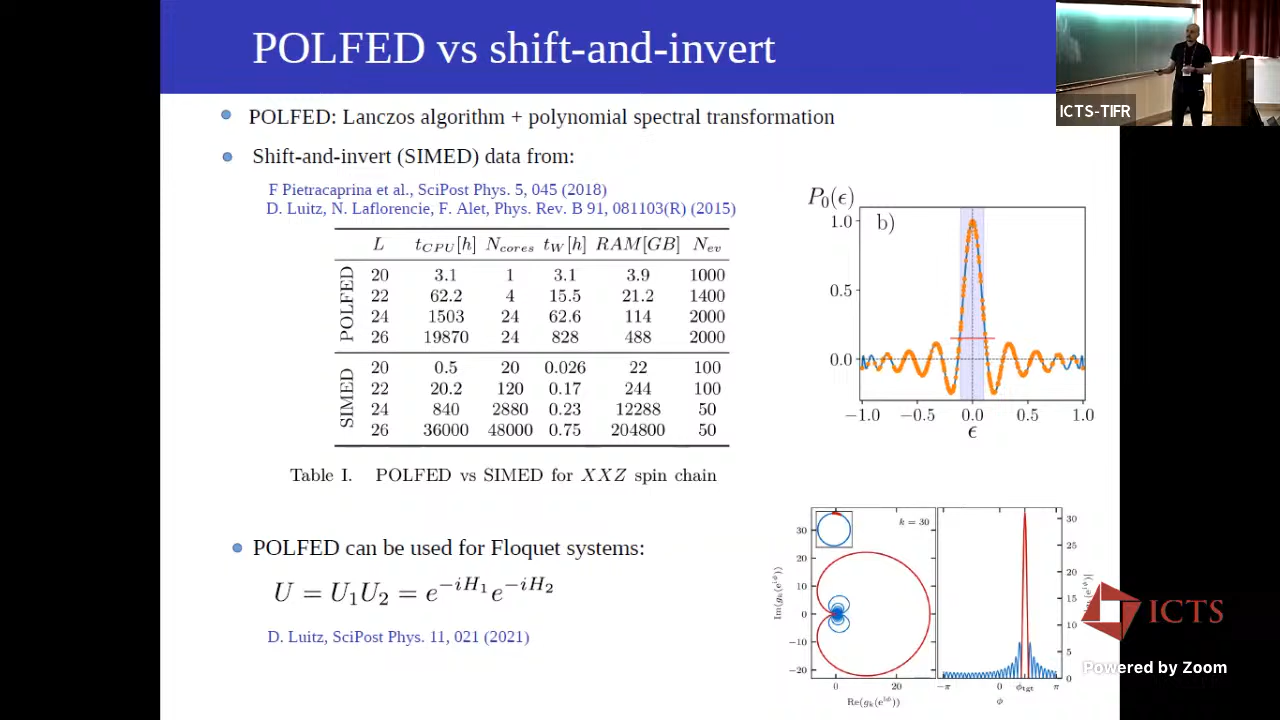 POLFED vs shift-and-invert
ICTS-TIFR
POLFED: Lanczos algorithm + polynomial spectral transformation
Shift-and-invert (SIMED) data from:
F Pietracaprina et al., SciPost Phys. 5, 045 (2018)
D. Luitz, N. Laflorencie, F. Alet, Phys. Rev. B 91, 081103(R) (2015)
L t_CPU[h] N_cores t_W[h] RAM[GB] N_ev
POLFED
20 3.1 1 3.1 3.9 1000
22 62.2 4 15.5 21.2 1400
24 1503 24 62.6 114 2000
26 19870 24 828 488 2000
SIMED
20 0.5 20 0.026 22 100
22 20.2 120 0.17 244 100
24 840 2880 0.23 12288 50
26 36000 48000 0.75 204800 50
Table I. POLFED vs SIMED for XXZ spin chain
P_0(ϵ)
b)
1.0
0.5
0.0
−1.0 −0.5 0.0 0.5 1.0
ϵ
POLFED can be used for Floquet systems:
U = U_1U_2 = e^{−iH_1}e^{−iH_2}
D. Luitz, SciPost Phys. 11, 021 (2021)
k = 30
Im(g_k(e^{iϕ}))
30
20
10
0
−10
−20
0 20
Re(g_k(e^{iϕ}))
30
25
20
15
10
5
0
−π 0 ϕ_tgt π
ϕ
ICTS
Powered by Zoom